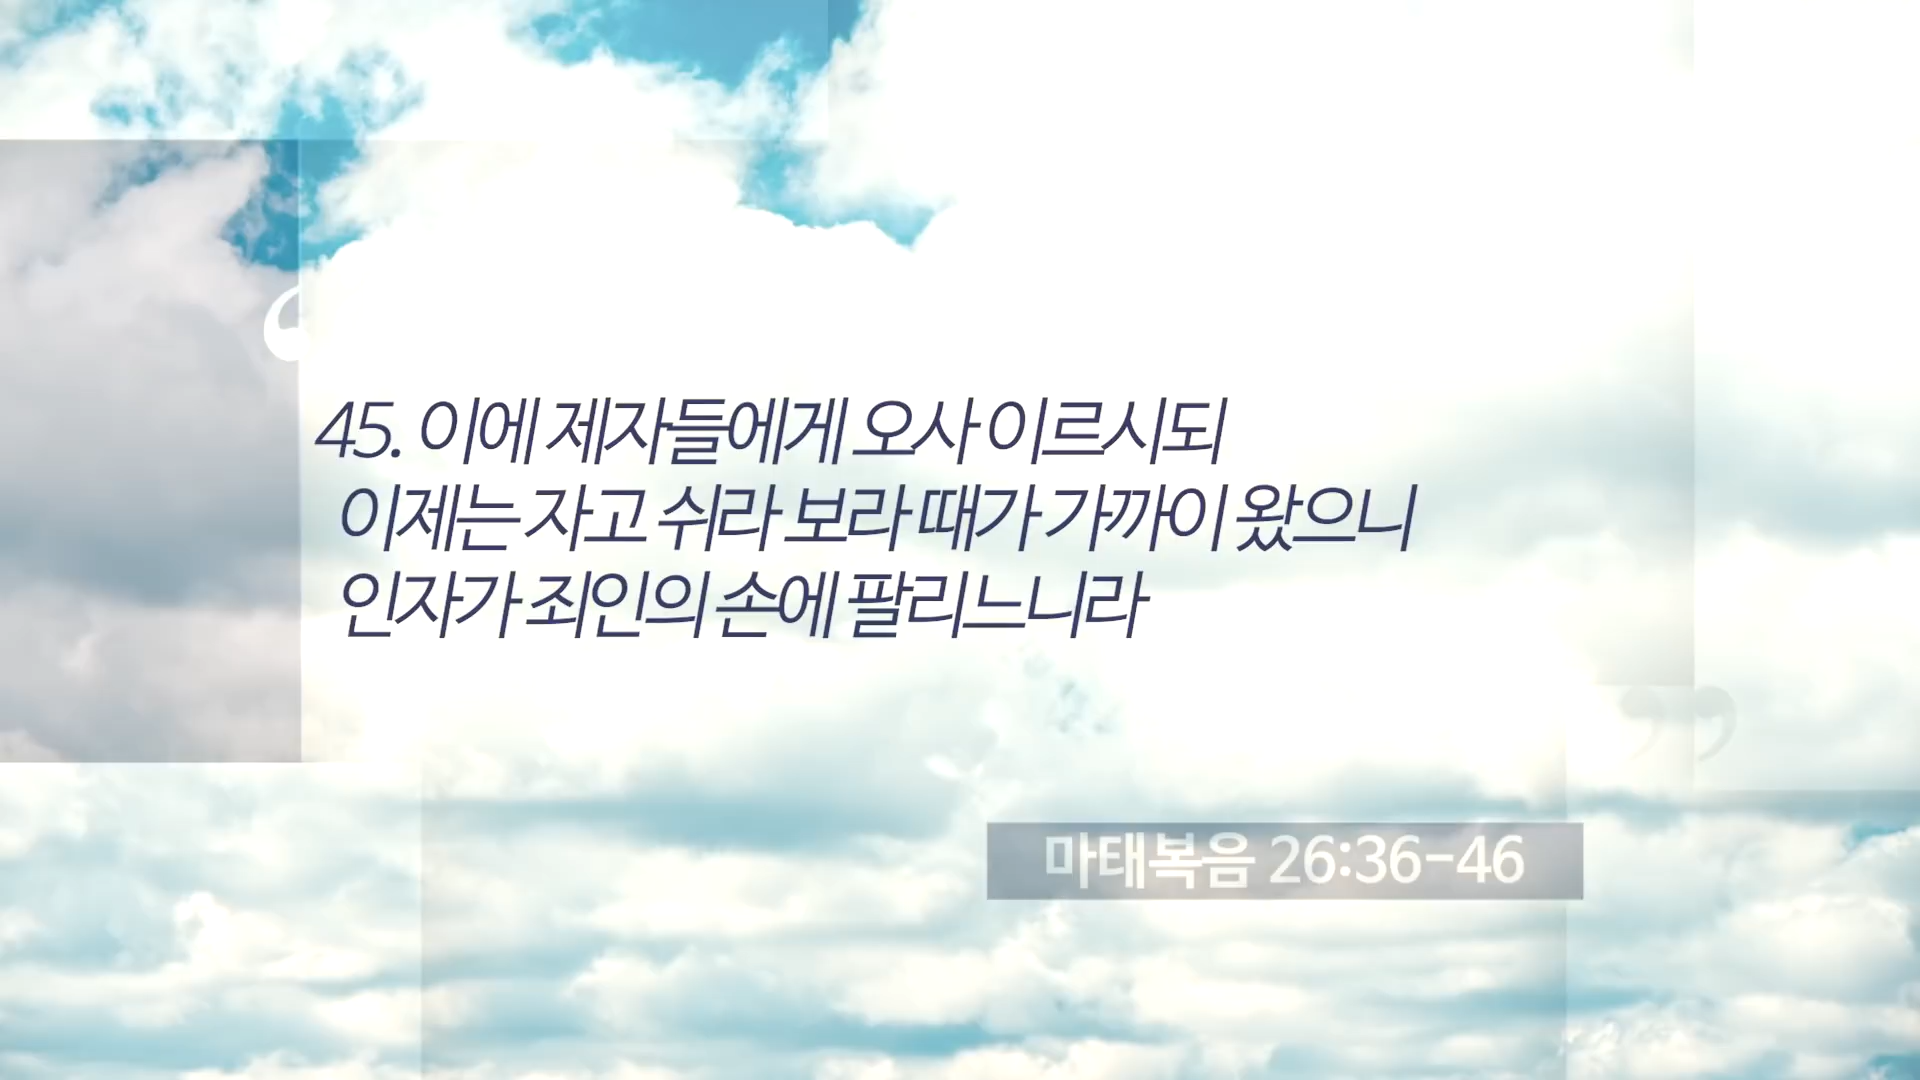 45. 이에 제자들에게 오사 이르시되
이제는 자고 쉬라 보라 때가 가까이 왔으니
인자가 죄인의 손에 팔리느니라
마태복음 26:36-46